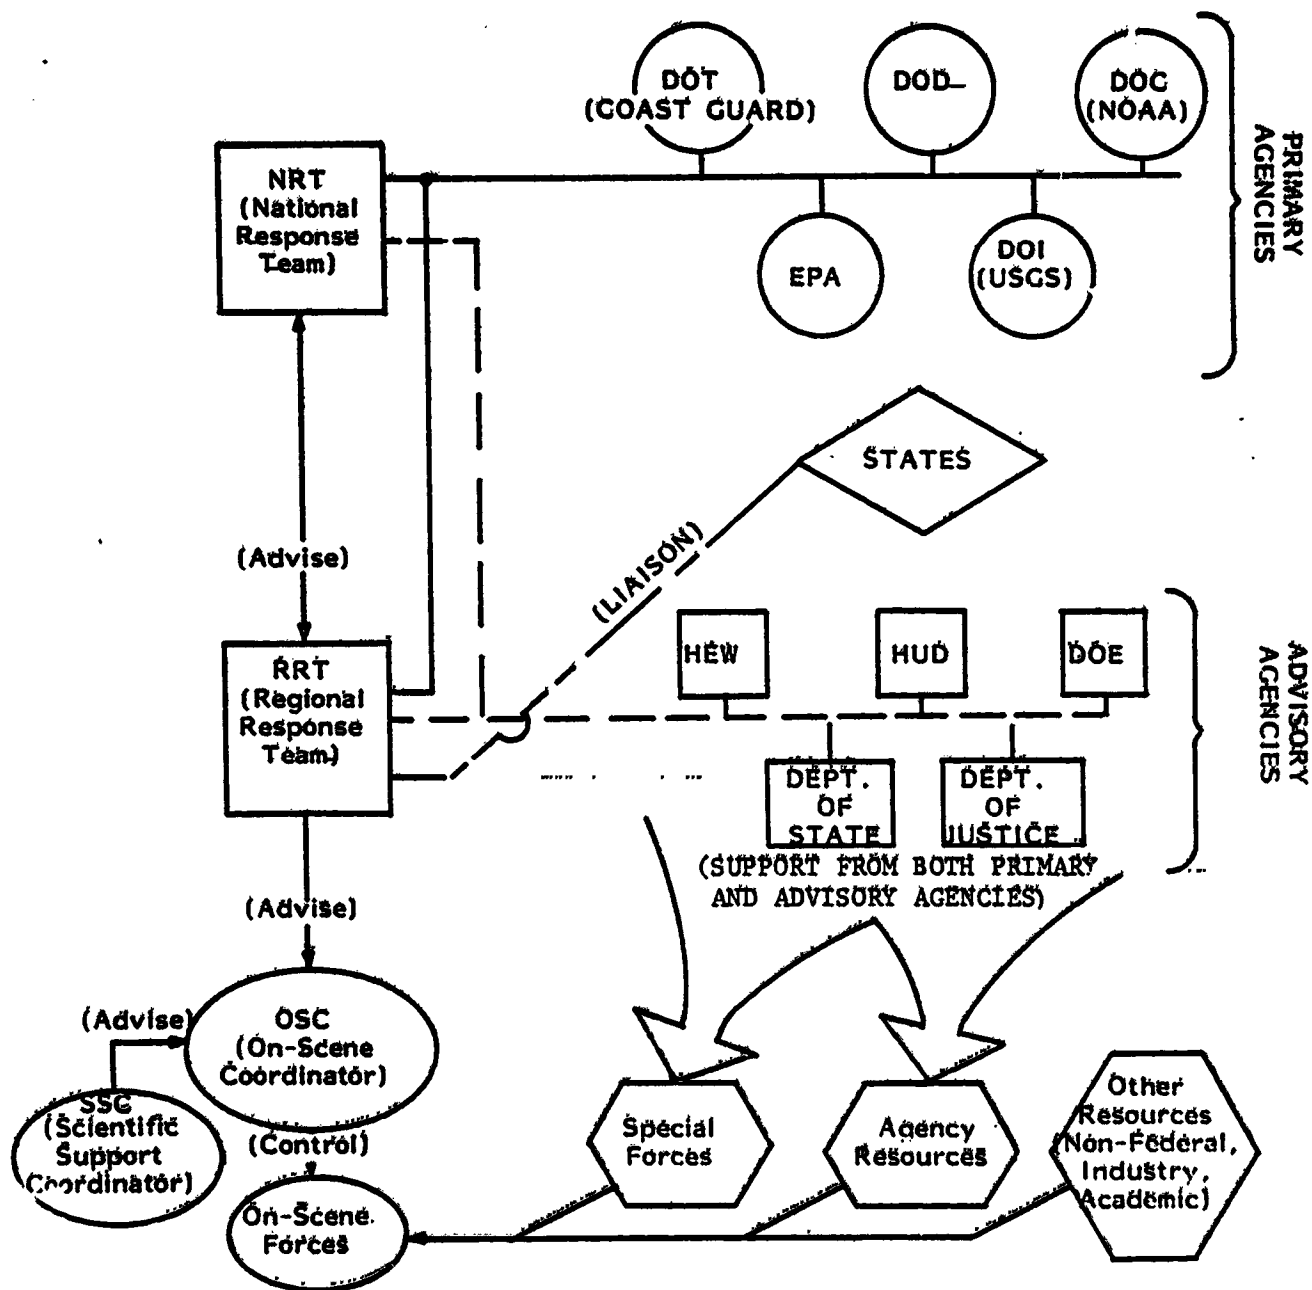 DOT
(COAST GUARD)
DOD
DOC
(NOAA)
PRIMARY
AGENCIES
NRT
(National
Response
Team)
EPA
DOI
(USGS)
STATES
(LIAISON)
(Advise)
HEW
HUD
DOE
ADVISORY
AGENCIES
RRT
(Regional
Response
Team)
DEPT.
OF
STATE
DEPT.
OF
JUSTICE
(SUPPORT FROM BOTH PRIMARY
AND ADVISORY AGENCIES)
(Advise)
(Advise)
OSC
(On-Scene
Coordinator)
SSC
(Scientific
Support
Coordinator)
(Control)
On-Scene
Forces
Special
Forces
Agency
Resources
Other
Resources
(Non-Federal,
Industry,
Academic)